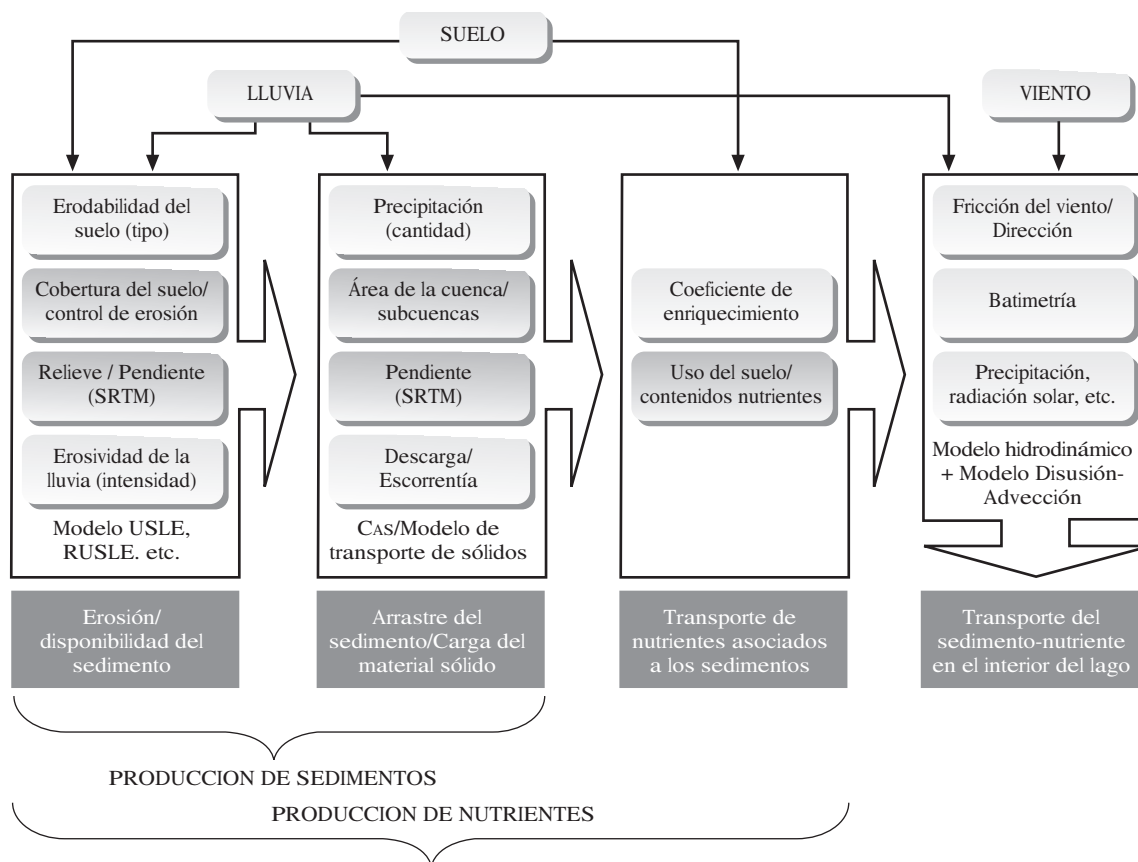 SUELO
LLUVIA
VIENTO
Erodabilidad del
suelo (tipo)
Cobertura del suelo/
control de erosión
Relieve / Pendiente
(SRTM)
Erosividad de la
lluvia (intensidad)
Modelo USLE,
RUSLE. etc.
Erosión/
disponibilidad del
sedimento
Precipitación
(cantidad)
Área de la cuenca/
subcuencas
Pendiente
(SRTM)
Descarga/
Escorrentía
CAS/Modelo de
transporte de sólidos
Arrastre del
sedimento/Carga del
material sólido
Coeficiente de
enriquecimiento
Uso del suelo/
contenidos nutrientes
Transporte de
nutrientes asociados
a los sedimentos
Fricción del viento/
Dirección
Batimetría
Precipitación,
radiación solar, etc.
Modelo hidrodinámico
+ Modelo Disusión-
Advección
Transporte del
sedimento-nutriente
en el interior del lago
PRODUCCION DE SEDIMENTOS
PRODUCCION DE NUTRIENTES